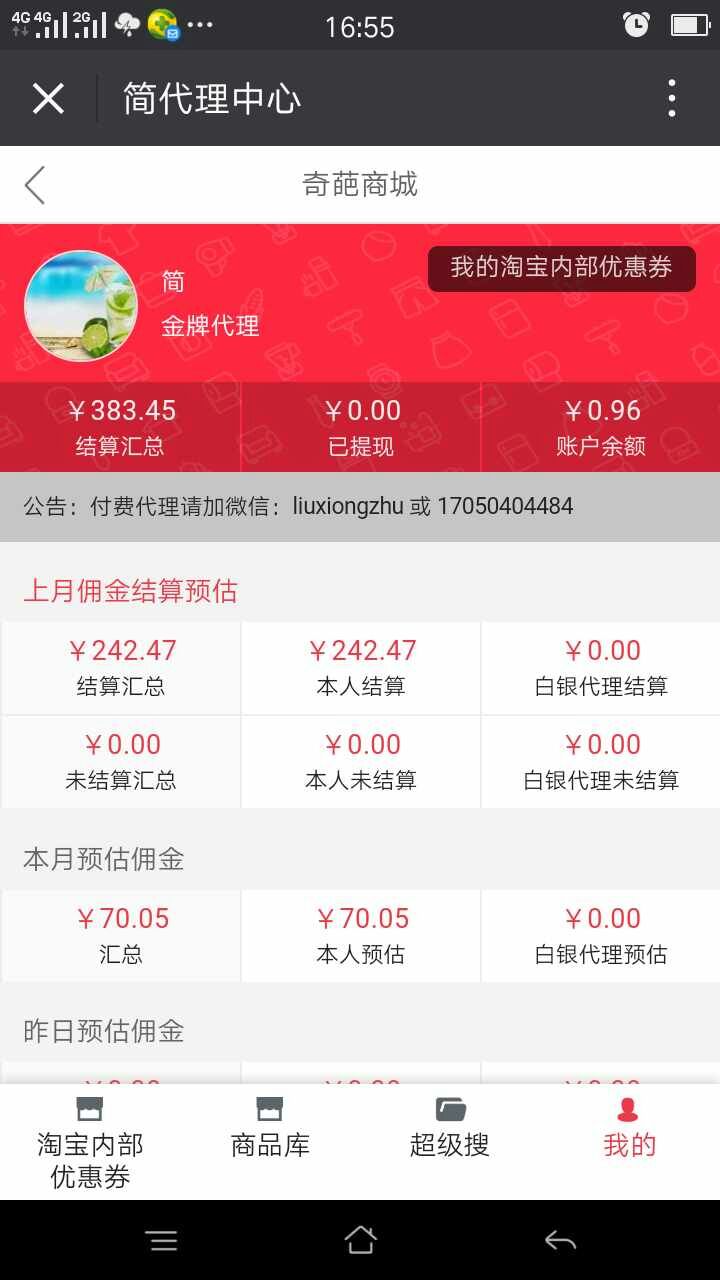 4G 4G 2G 16:55
简代理中心
奇葩商城
我的淘宝内部优惠券
简
金牌代理
￥383.45 ￥0.00 ￥0.96
结算汇总 已提现 账户余额
公告：付费代理请加微信：liuxiongzhu 或 17050404484
上月佣金结算预估
￥242.47 ￥242.47 ￥0.00
结算汇总 本人结算 白银代理结算
￥0.00 ￥0.00 ￥0.00
未结算汇总 本人未结算 白银代理未结算
本月预估佣金
￥70.05 ￥70.05 ￥0.00
汇总 本人预估 白银代理预估
昨日预估佣金
淘宝内部 商品库 超级搜 我的
优惠券